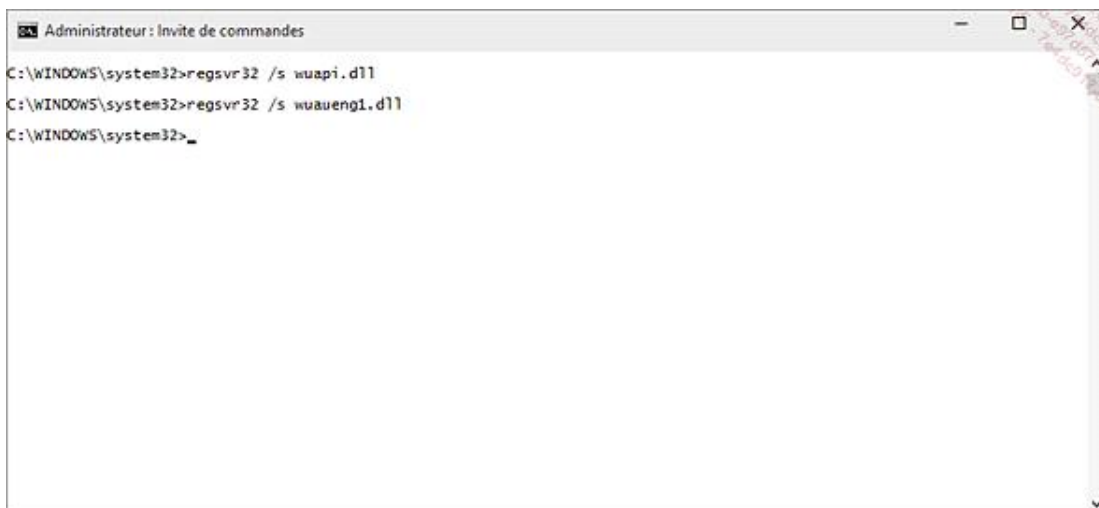 Administrateur : Invite de commandes
C:\WINDOWS\system32>regsvr32 /s wuapi.dll
C:\WINDOWS\system32>regsvr32 /s wuaueng1.dll
C:\WINDOWS\system32>_